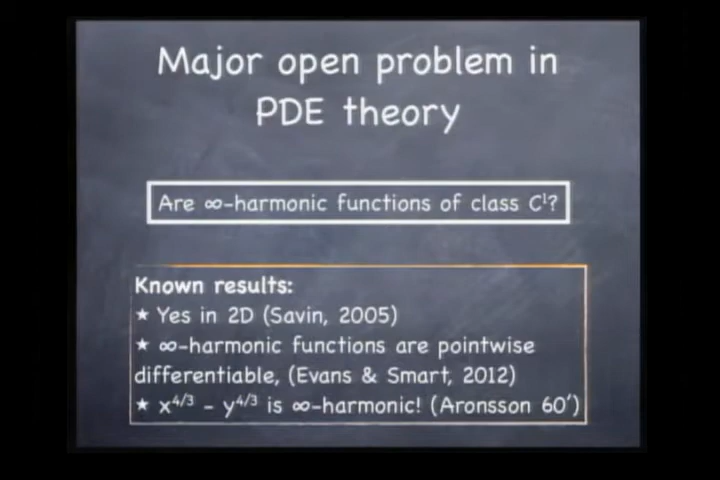 Major open problem in
PDE theory
Are ∞-harmonic functions of class C¹?
Known results:
★ Yes in 2D (Savin, 2005)
★ ∞-harmonic functions are pointwise
differentiable, (Evans & Smart, 2012)
★ x^{4/3} - y^{4/3} is ∞-harmonic! (Aronsson 60′)